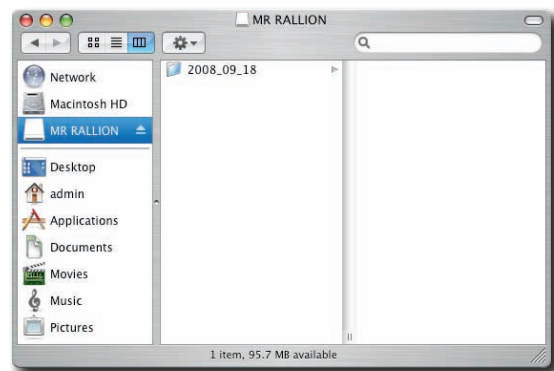 MR RALLION
Network
Macintosh HD
MR RALLION
Desktop
admin
Applications
Documents
Movies
Music
Pictures
2008_09_18
1 item, 95.7 MB available